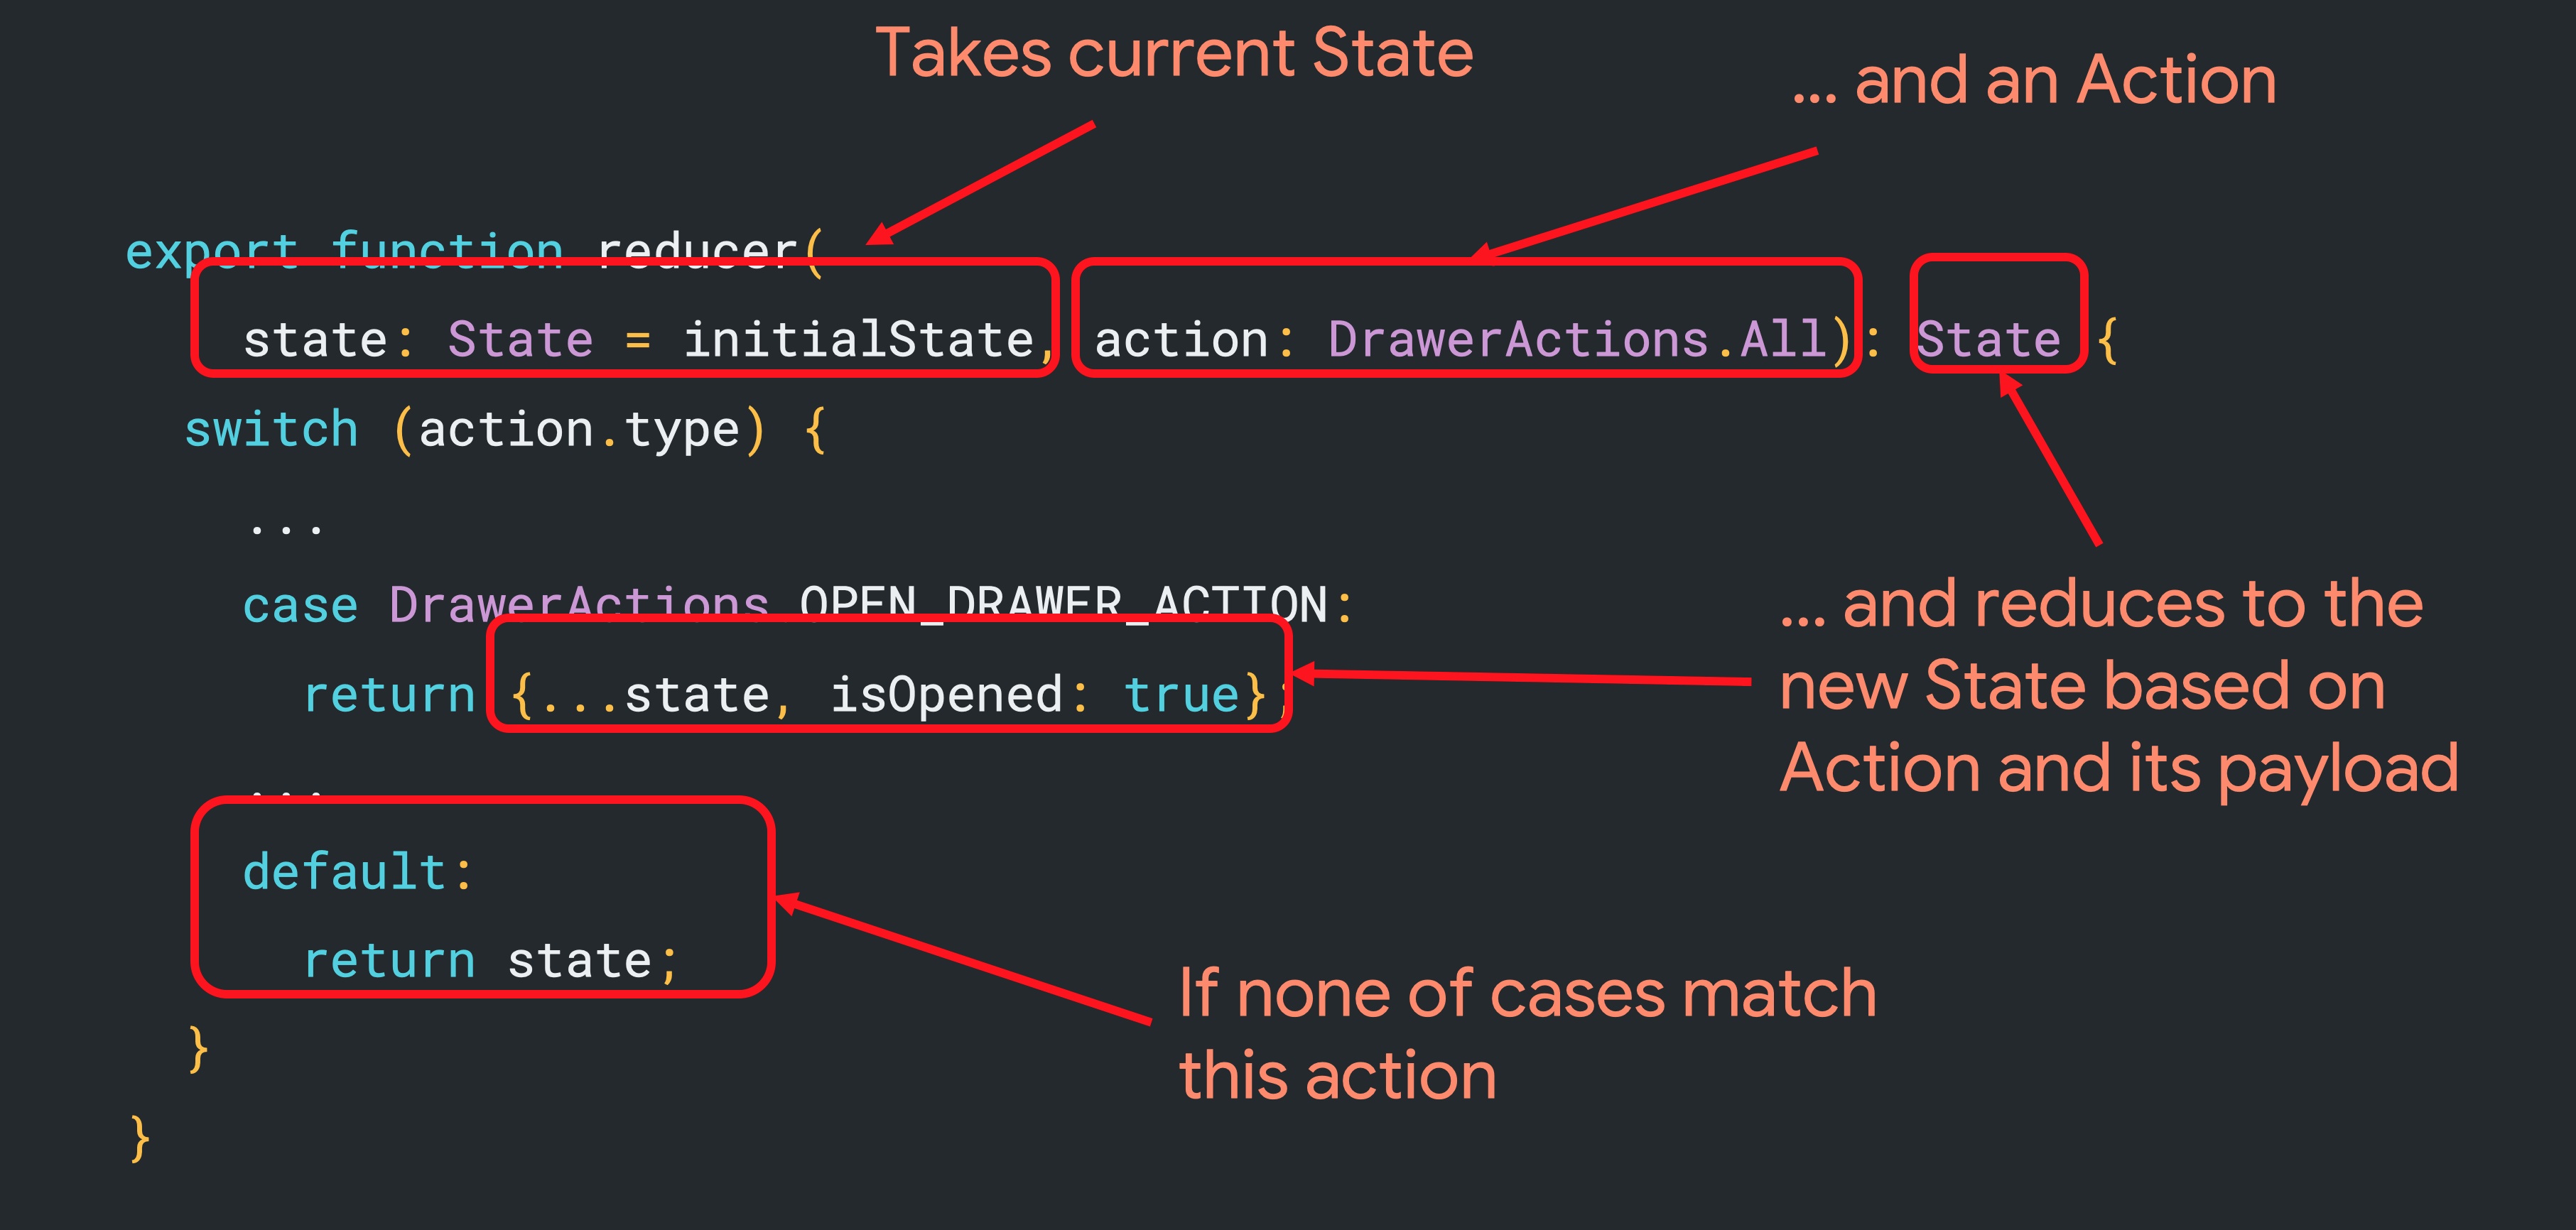 Takes current State
... and an Action
export function reducer(
state: State = initialState, action: DrawerActions.All): State {
switch (action.type) {
...
case DrawerActions.OPEN_DRAWER_ACTION:
return {...state, isOpened: true};
... and reduces to the
new State based on
Action and its payload
...
default:
return state;
If none of cases match
this action
}
}